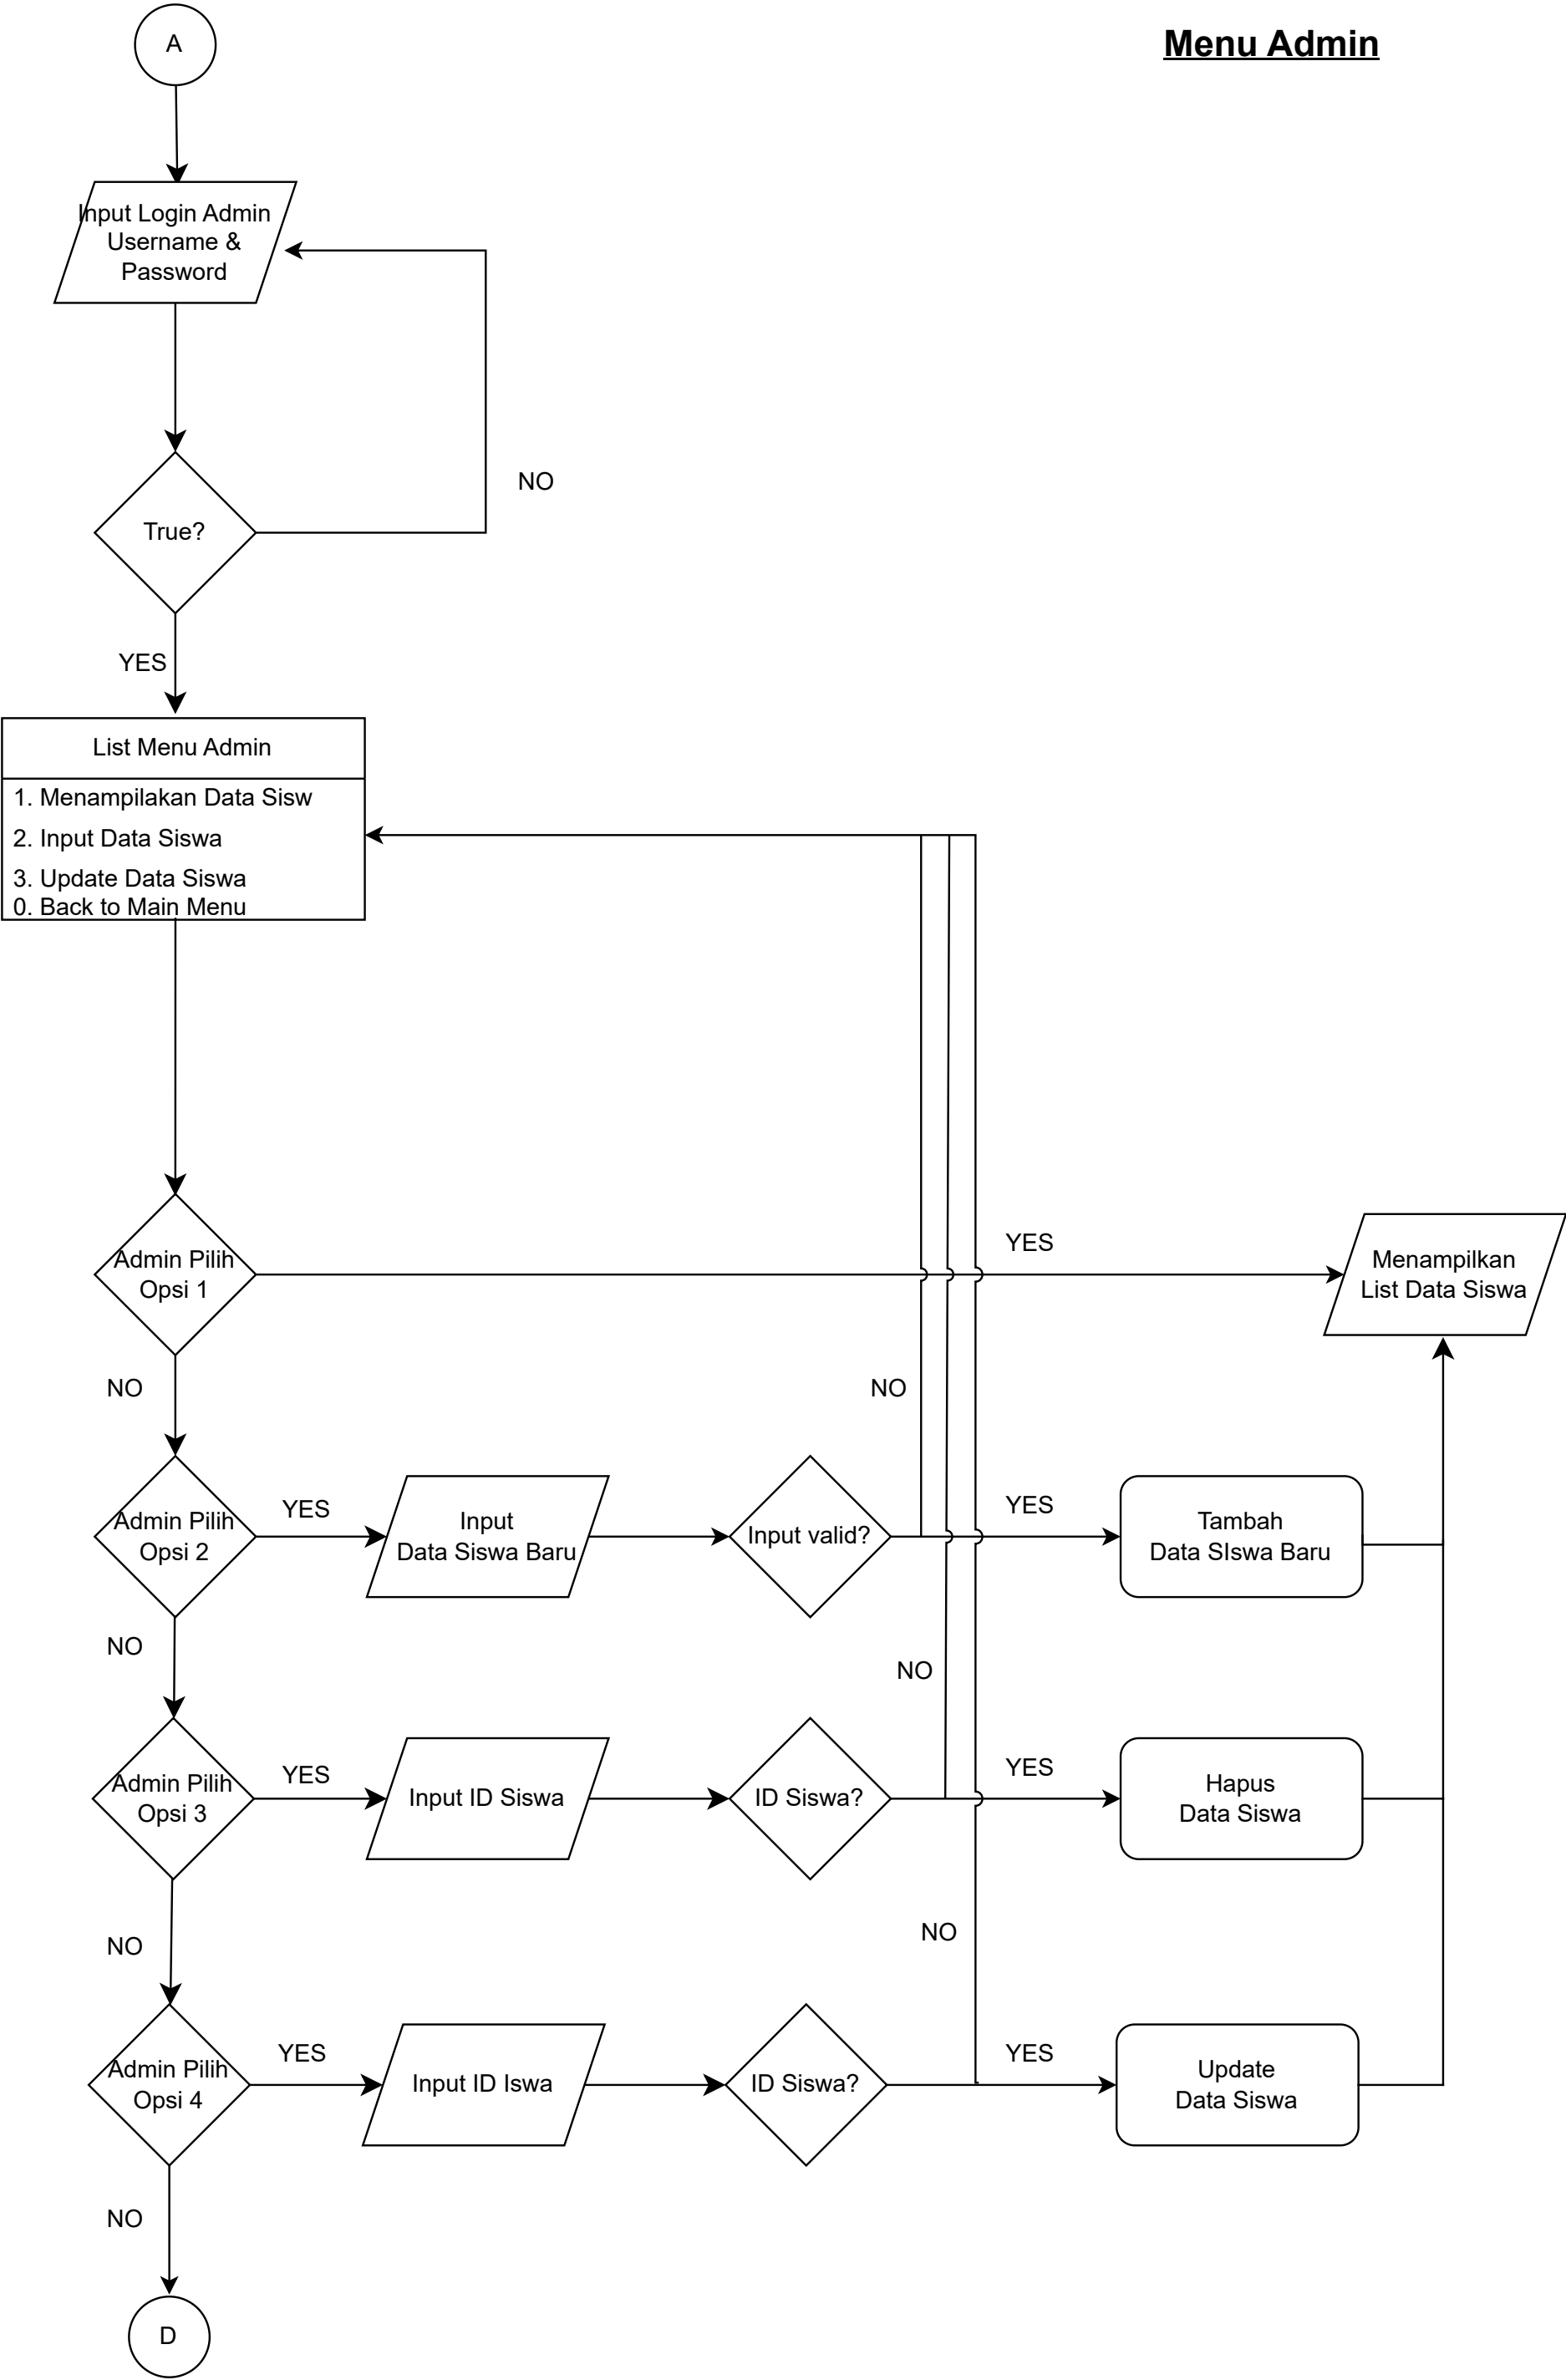 A
Menu Admin
Input Login Admin
Username &
Password
NO
True?
YES
List Menu Admin
1. Menampilakan Data Sisw
2. Input Data Siswa
3. Update Data Siswa
0. Back to Main Menu
YES
Admin Pilih
Opsi 1
Menampilkan
List Data Siswa
NO
NO
Admin Pilih
Opsi 2
YES
Input
Data Siswa Baru
Input valid?
YES
Tambah
Data SIswa Baru
NO
NO
Admin Pilih
Opsi 3
YES
Input ID Siswa
ID Siswa?
YES
Hapus
Data Siswa
NO
NO
Admin Pilih
Opsi 4
YES
Input ID Iswa
ID Siswa?
YES
Update
Data Siswa
NO
D